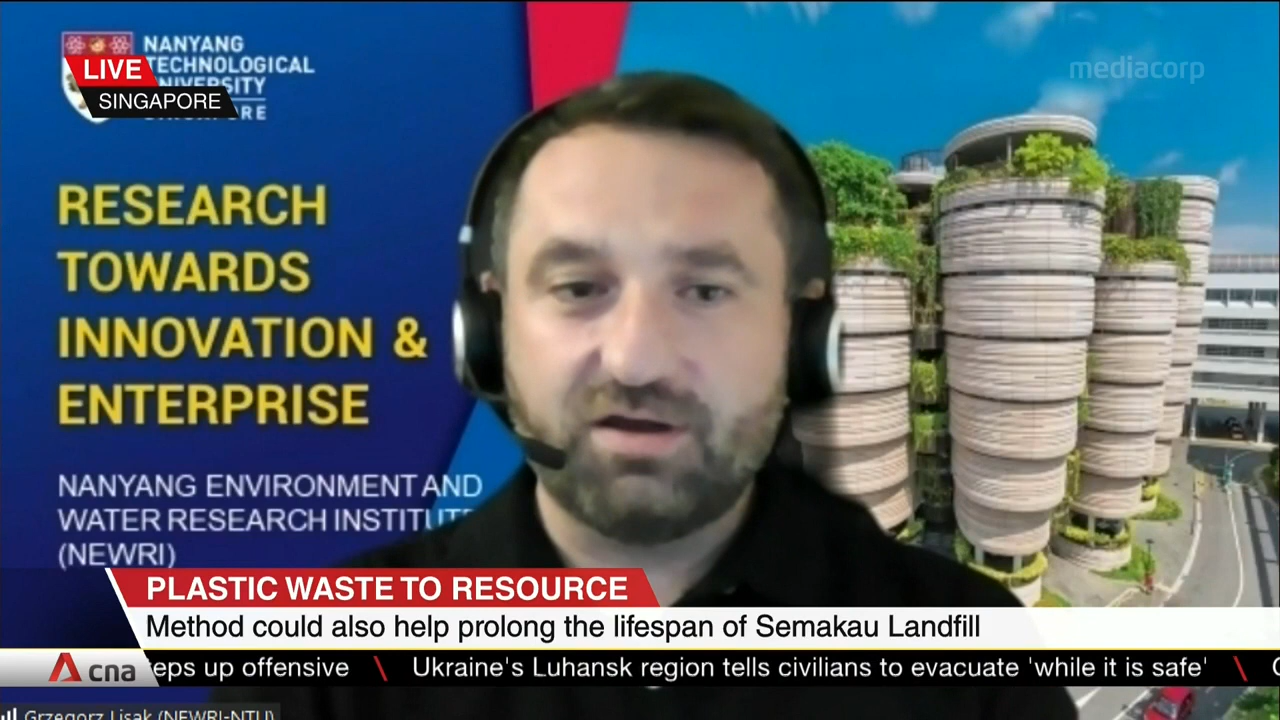 NANYANG
TECHNOLOGICAL
UNIVERSITY
SINGAPORE
LIVE
SINGAPORE
mediacorp
RESEARCH
TOWARDS
INNOVATION &
ENTERPRISE
NANYANG ENVIRONMENT AND
WATER RESEARCH INSTITUTE
(NEWRI)
PLASTIC WASTE TO RESOURCE
Method could also help prolong the lifespan of Semakau Landfill
cna
eps up offensive \ Ukraine's Luhansk region tells civilians to evacuate 'while it is safe' \
Grzegorz Lisak (NEWRI-NTU)